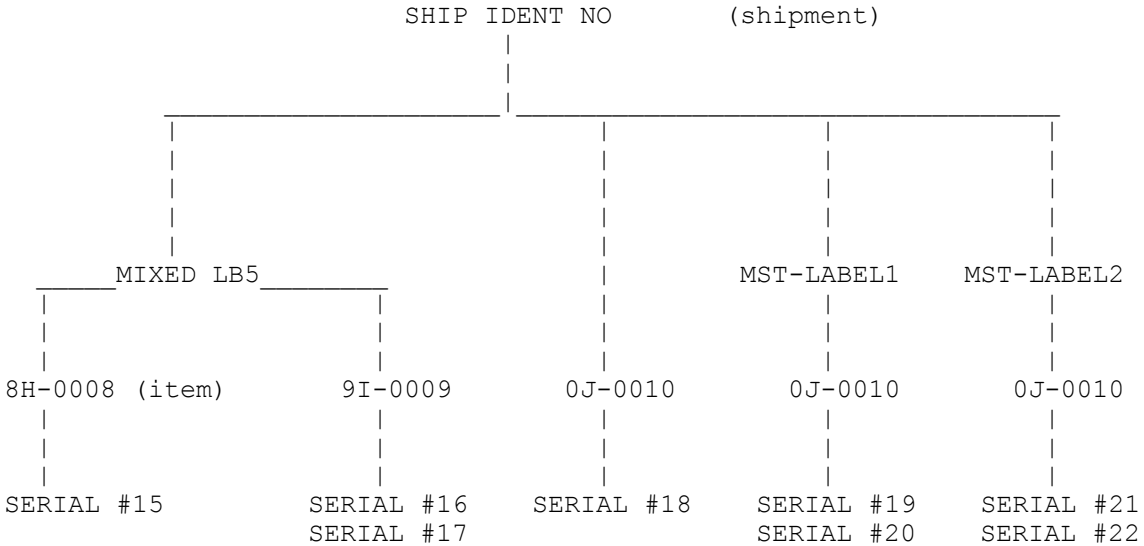 SHIP IDENT NO (shipment)
MIXED LB5 MST-LABEL1 MST-LABEL2
8H-0008 (item) 9I-0009 0J-0010 0J-0010 0J-0010
SERIAL #15 SERIAL #16 SERIAL #18 SERIAL #19 SERIAL #21
SERIAL #17 SERIAL #20 SERIAL #22